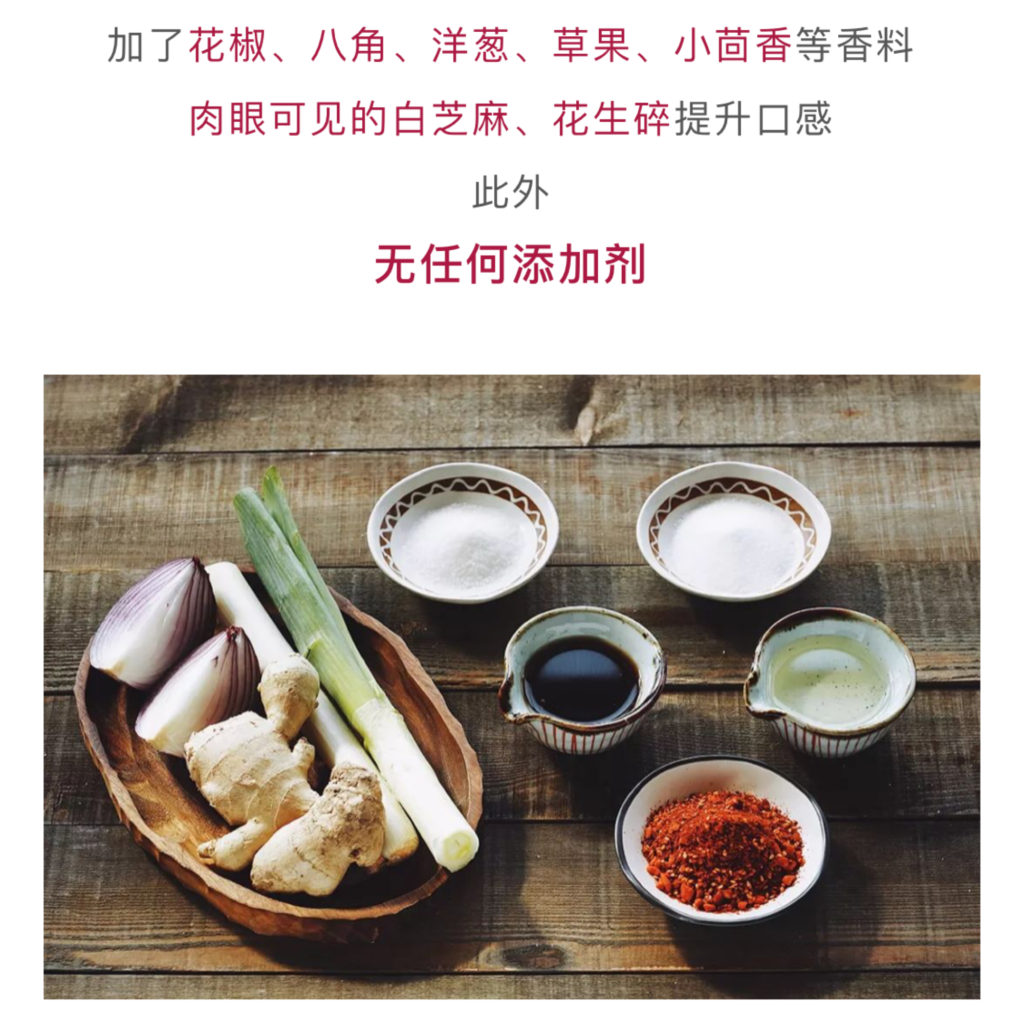 加了花椒、八角、洋葱、草果、小茴香等香料
肉眼可见的白芝麻、花生碎提升口感
此外
无任何添加剂